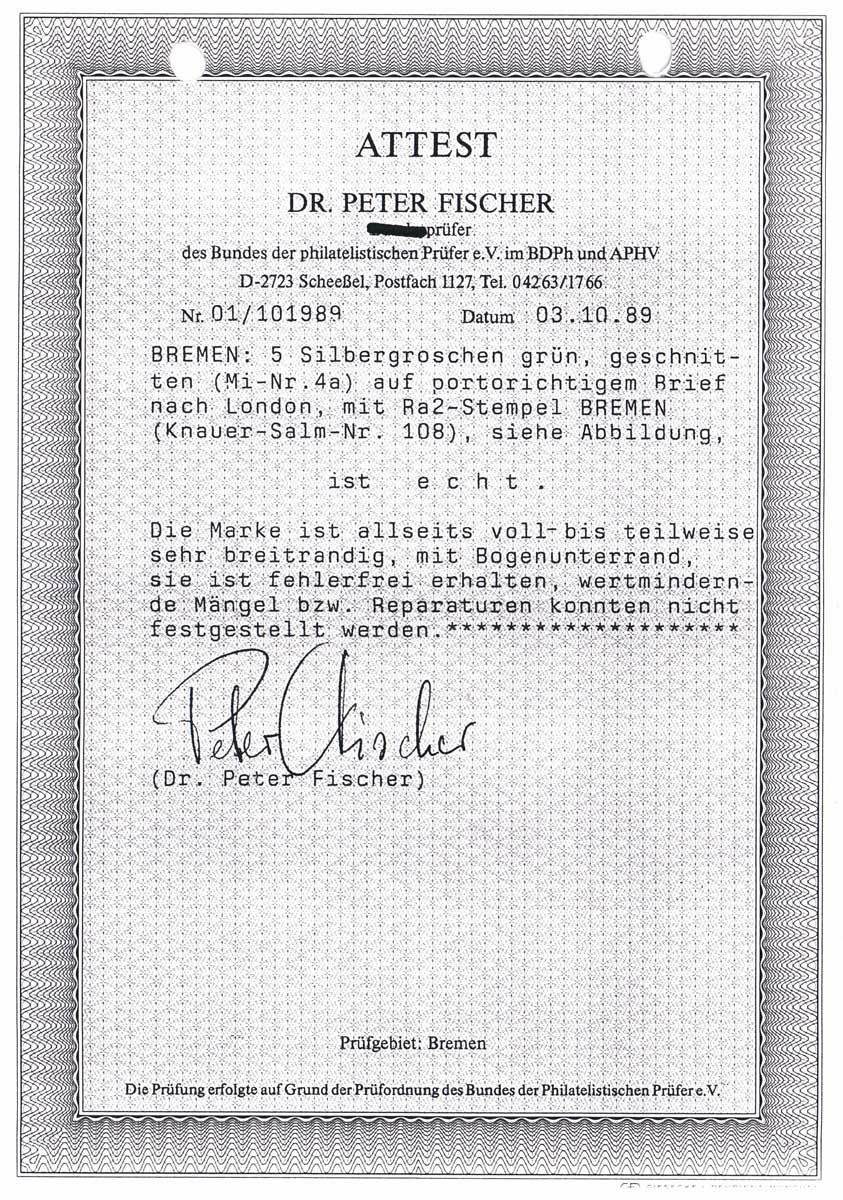 ATTEST
DR. PETER FISCHER
prüfer
des Bundes der philatelistischen Prüfer e.V. im BDPh und APHV
D-2723 Scheeßel, Postfach 1127, Tel. 04263/1766
Nr. 01/101989 Datum 03.10.89
BREMEN: 5 Silbergroschen grün, geschnit-
ten (Mi-Nr.4a) auf portorichtigem Brief
nach London, mit Ra2-Stempel BREMEN
(Knauer-Salm-Nr. 108), siehe Abbildung,
ist echt.
Die Marke ist allseits voll-bis teilweise
sehr breitrandig, mit Bogenunterrand,
sie ist fehlerfrei erhalten, wertmindern-
de Mängel bzw. Reparaturen konnten nicht
festgestellt werden.********************
Peter Fischer
(Dr. Peter Fischer)
Prüfgebiet: Bremen
Die Prüfung erfolgte auf Grund der Prüfordnung des Bundes der Philatelistischen Prüfer e.V.